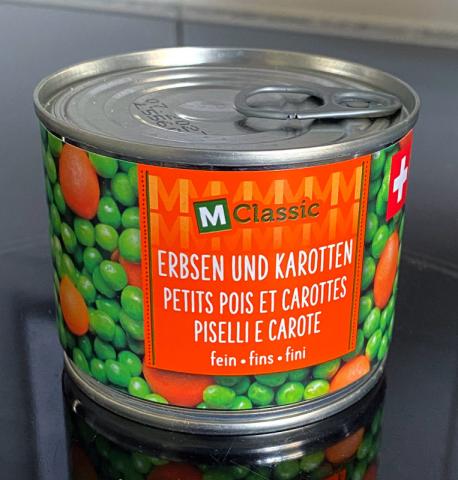 M Classic
ERBSEN UND KAROTTEN
PETITS POIS ET CAROTTES
PISELLI E CAROTE
fein • fins • fini